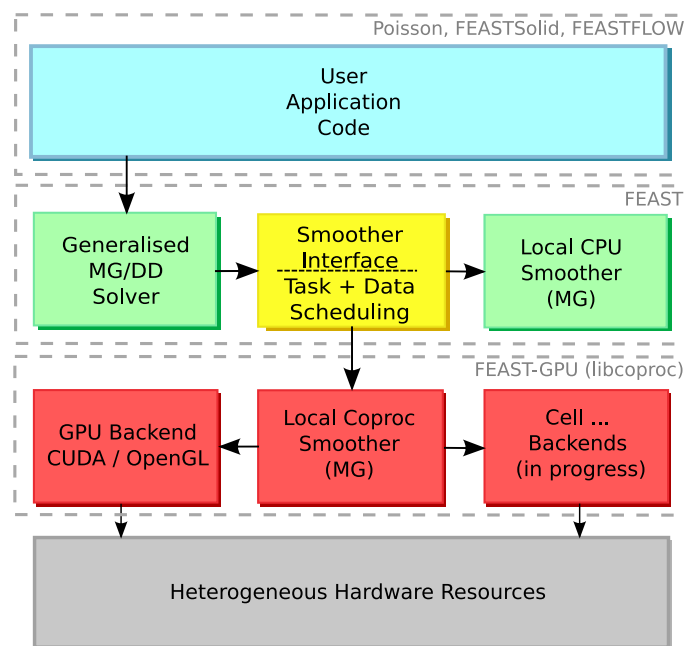 Poisson, FEASTSolid, FEASTFLOW
User
Application
Code
FEAST
Generalised
MG/DD
Solver
Smoother
Interface
Task + Data
Scheduling
Local CPU
Smoother
(MG)
FEAST-GPU (libcoproc)
GPU Backend
CUDA / OpenGL
Local Coproc
Smoother
(MG)
Cell ...
Backends
(in progress)
Heterogeneous Hardware Resources